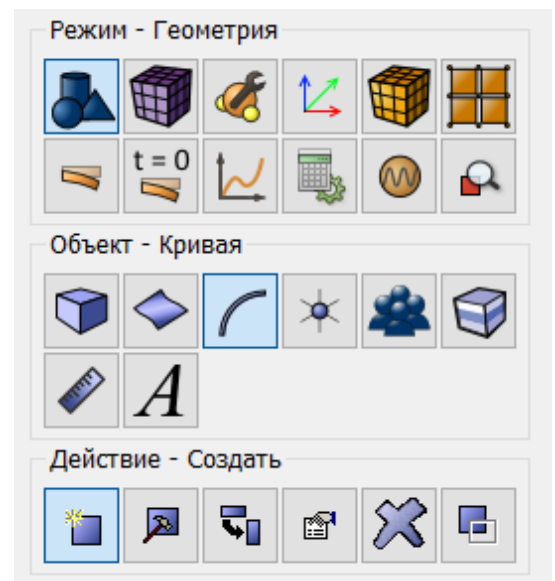 Режим - Геометрия
t = 0
Объект - Кривая
A
Действие - Создать